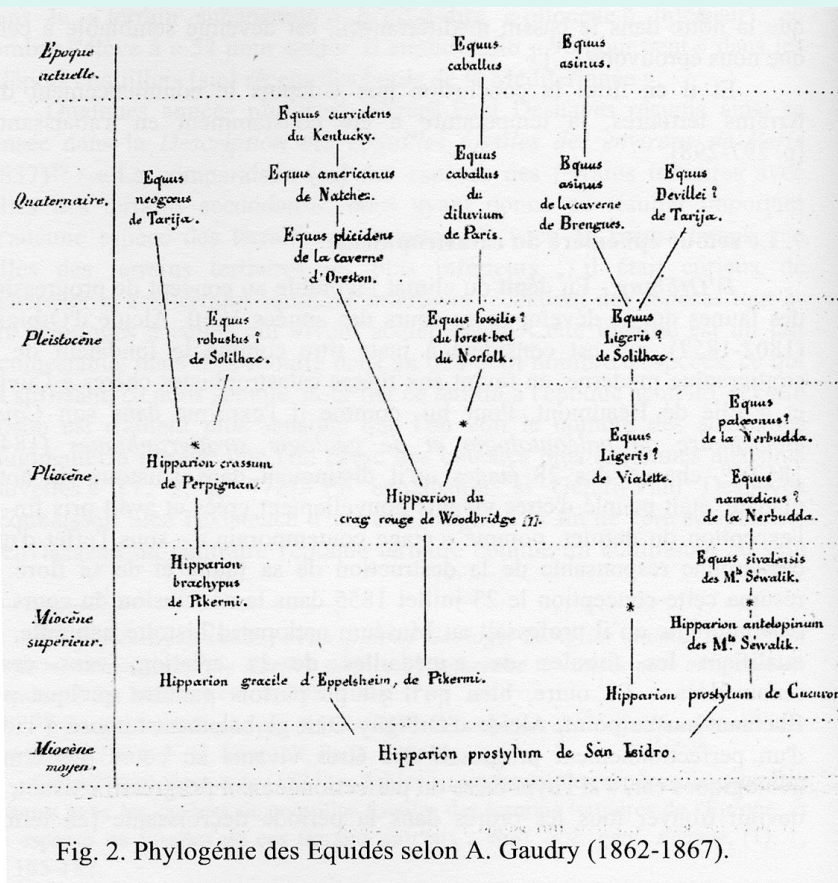 Epoque
actuelle.
Equus
caballus
Equus
asinus.
Quaternaire.
Equus
neogœus
de Tarija.
Equus curvidens
du Kentucky.
Equus americanus
de Natchez.
Equus plicidens
de la caverne
d'Oreston.
Equus
caballus
du
diluvium
de Paris.
Equus
asinus
de la caverne
de Brengues.
Equus
Devillei ?
de Tarija.
Pleistocène
Equus
robustus ?
de Solilhac.
Equus fossilis ?
du forest-bed
du Norfolk.
Equus
Ligeris ?
de Solilhac.
Pliocène.
*
Hipparion crassum
de Perpignan.
*
Hipparion du
crag rouge de Woodbridge [?].
Equus
Ligeris ?
de Vialette.
Equus
palœonus ?
de la Nerbudda.
Equus
namadicus ?
de la Nerbudda.
Miocène
supérieur.
Hipparion
brachypus
de Pikermi.
Equus sivalensis
des Mts Séwalik.
*
*
Hipparion antelopinum
des Mts Séwalik.
Hipparion gracile d'Eppelsheim, de Pikermi.
Hipparion prostylum de Cucuron
Miocène
moyen.
Hipparion prostylum de San Isidro.
Fig. 2. Phylogénie des Equidés selon A. Gaudry (1862-1867).